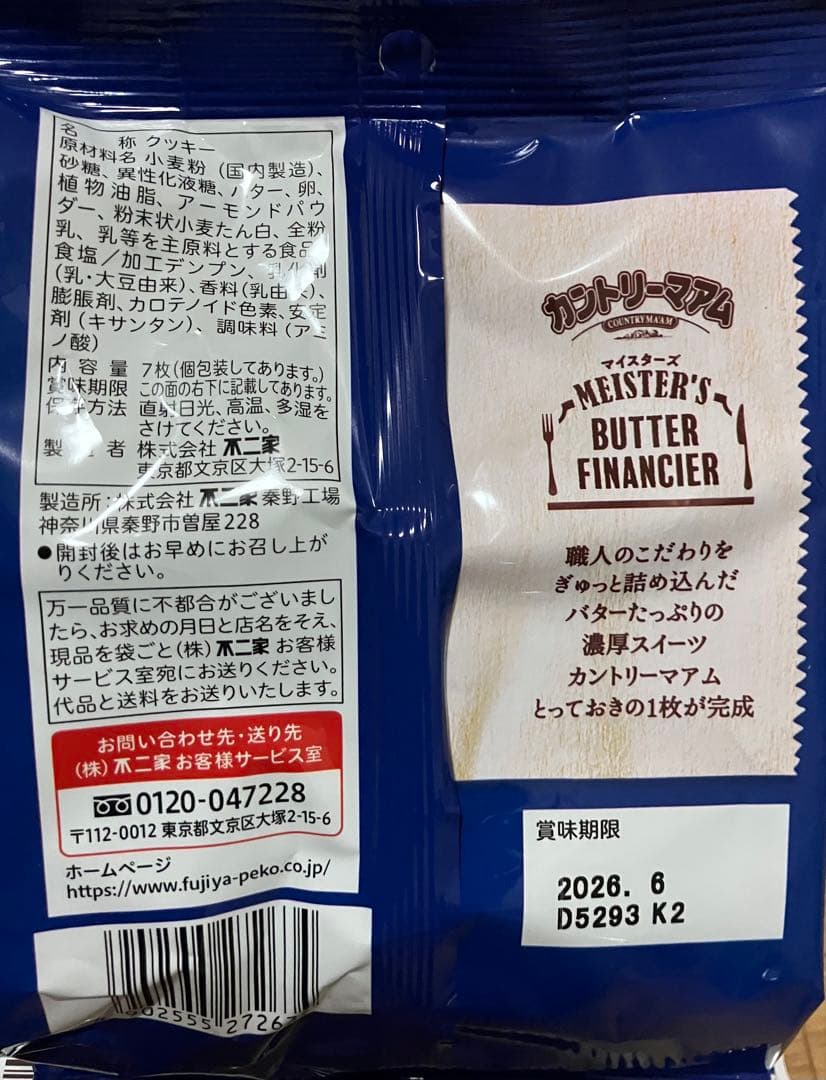 名称 クッキー
原材料名 小麦粉(国内製造)、
砂糖、異性化液糖、バター、卵、
植物油脂、アーモンドパウ
ダー、粉末状小麦たん白、全粉
乳、乳等を主原料とする食品、
食塩/加工デンプン、乳化剤
(乳・大豆由来)、香料(乳由来)、
膨脹剤、カロテノイド色素、安定
剤(キサンタン)、調味料(アミ
ノ酸)
内容量 7枚(個包装してあります。)
賞味期限 この面の右下に記載してあります。
保存方法 直射日光、高温、多湿を
さけてください。
製造者 株式会社 不二家
東京都文京区大塚2-15-6
製造所:株式会社 不二家 秦野工場
神奈川県秦野市曽屋228
●開封後はお早めにお召し上が
りください。
万一品質に不都合がございまし
たら、お求めの月日と店名をそえ、
現品を袋ごと(株)不二家 お客様
サービス室宛にお送りください。
代品と送料をお送りいたします。
お問い合わせ先・送り先
(株)不二家 お客様サービス室
0120-047228
〒112-0012 東京都文京区大塚2-15-6
ホームページ
https://www.fujiya-peko.co.jp/
02555 2726
カントリーマアム
COUNTRY MA'AM
マイスターズ
MEISTER'S
BUTTER
FINANCIER
職人のこだわりを
ぎゅっと詰め込んだ
バターたっぷりの
濃厚スイーツ
カントリーマアム
とっておきの1枚が完成
賞味期限
2026. 6
D5293 K2